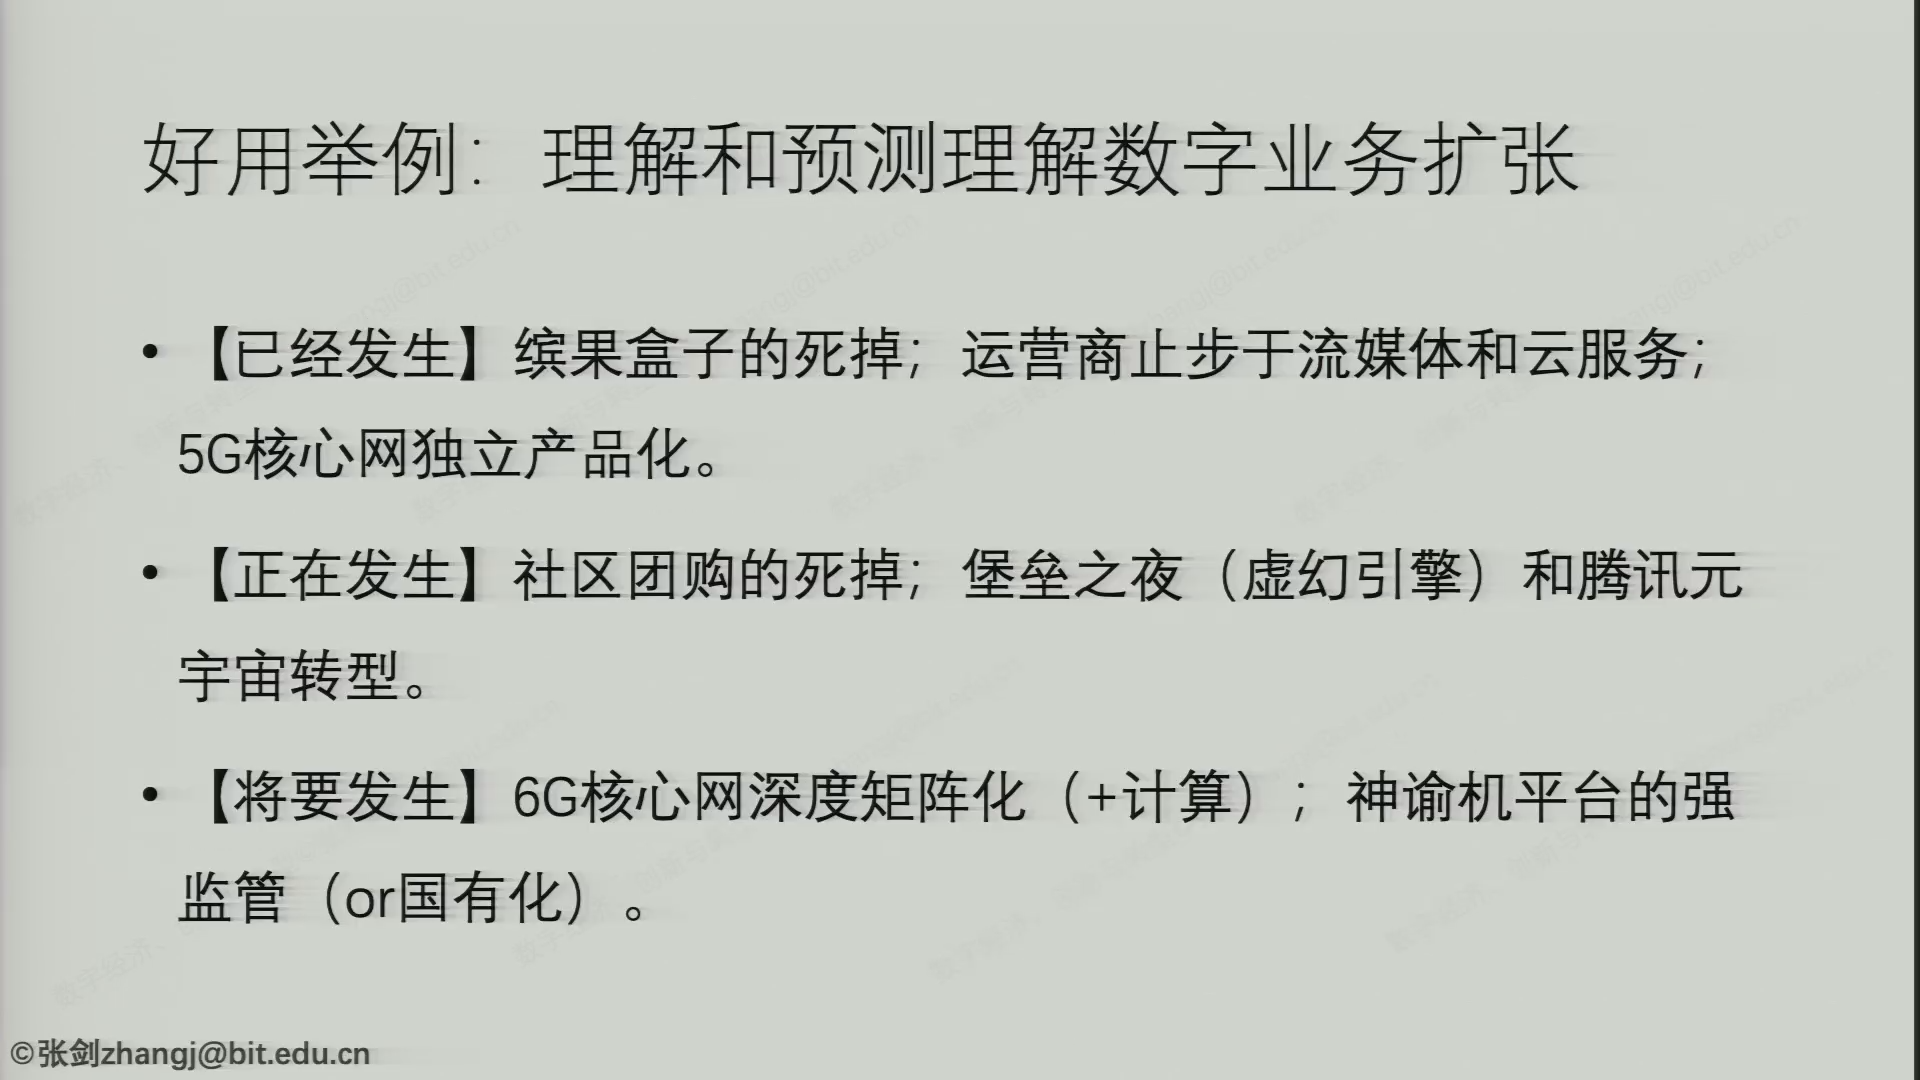 好用举例：理解和预测理解数字业务扩张
• 【已经发生】缤果盒子的死掉；运营商止步于流媒体和云服务；
5G核心网独立产品化。
• 【正在发生】社区团购的死掉；堡垒之夜（虚幻引擎）和腾讯元
宇宙转型。
• 【将要发生】6G核心网深度矩阵化（+计算）；神谕机平台的强
监管（or国有化）。
©张剑zhangj@bit.edu.cn